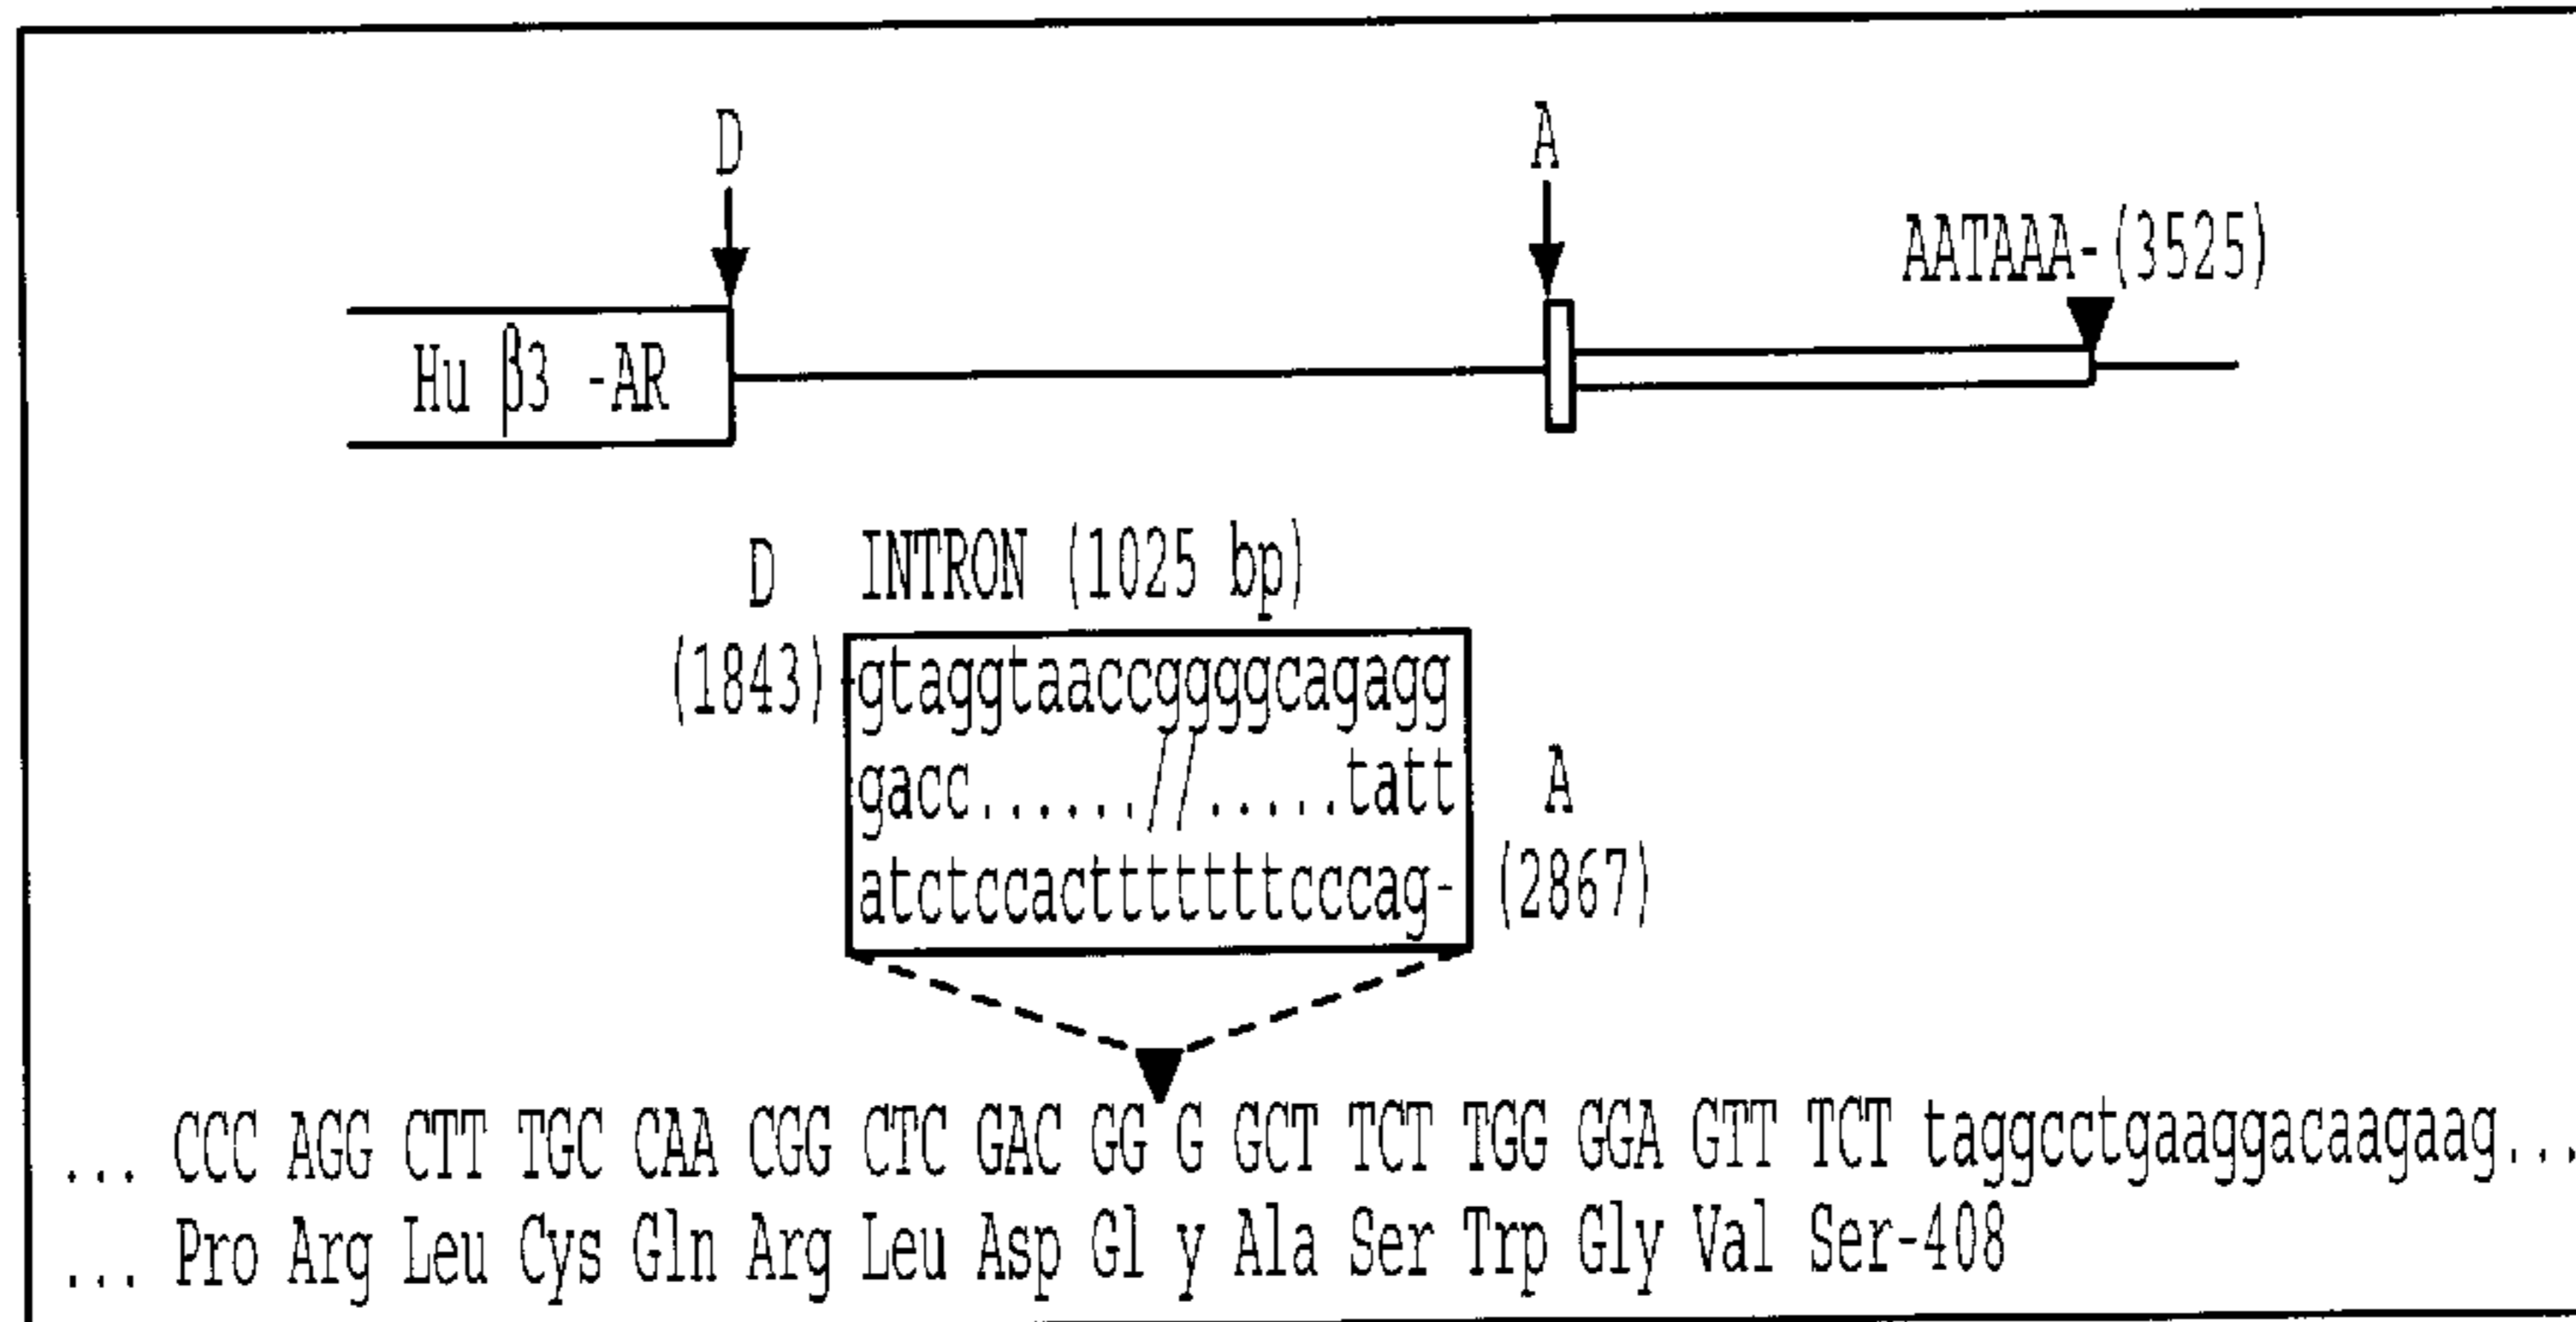 D A
AATAAA-(3525)
Hu β3 -AR
D INTRON (1025 bp)
(1843)-gtaggtaaccggggcagagg
gacc......//.....tatt A
atctccactttttttcccag- (2867)
... CCC AGG CTT TGC CAA CGG CTC GAC GG G GCT TCT TGG GGA GTT TCT taggcctgaaggacaagaag...
... Pro Arg Leu Cys Gln Arg Leu Asp Gl y Ala Ser Trp Gly Val Ser-408